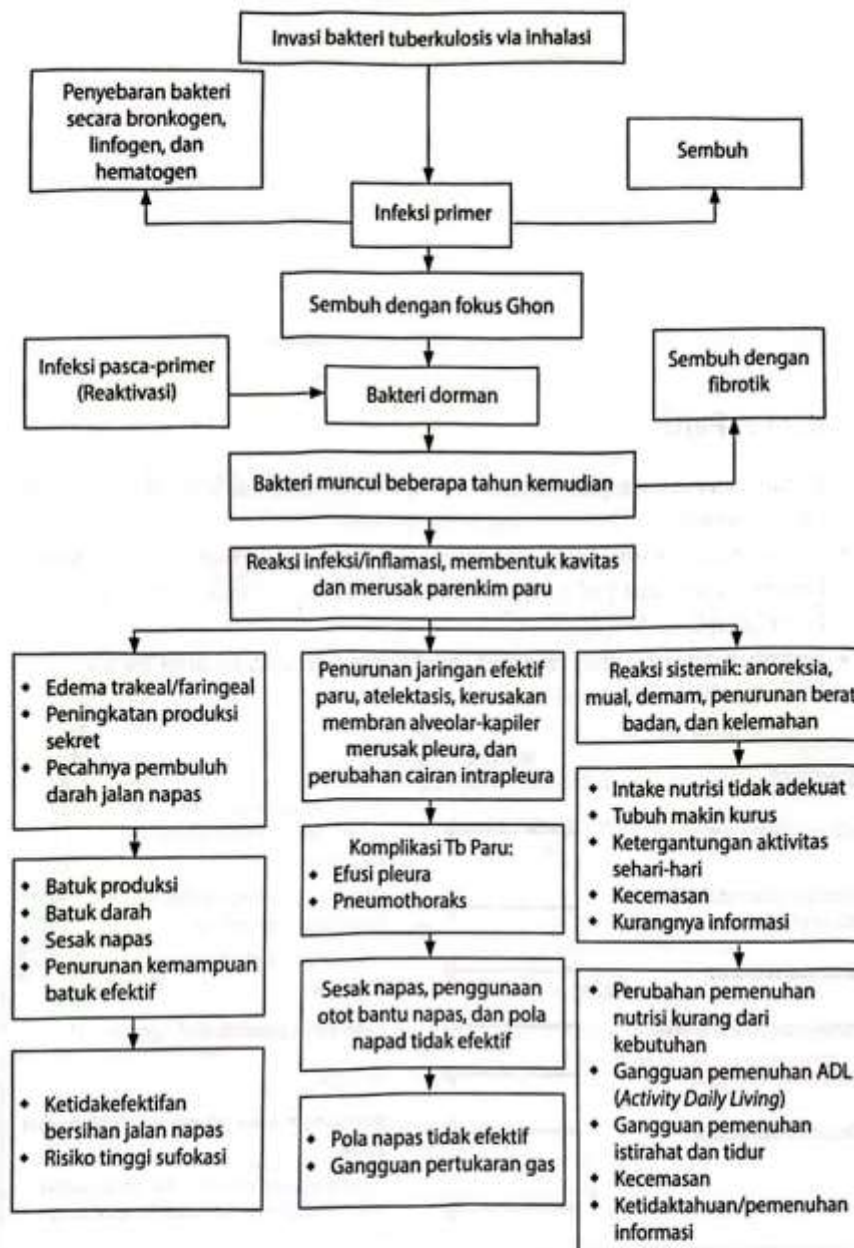 Invasi bakteri tuberkulosis via inhalasi
Penyebaran bakteri
secara bronkogen,
linfogen, dan
hematogen
Sembuh
Infeksi primer
Sembuh dengan fokus Ghon
Infeksi pasca-primer
(Reaktivasi)
Bakteri dorman
Sembuh dengan
fibrotik
Bakteri muncul beberapa tahun kemudian
Reaksi infeksi/inflamasi, membentuk kavitas
dan merusak parenkim paru
• Edema trakeal/faringeal
• Peningkatan produksi
sekret
• Pecahnya pembuluh
darah jalan napas
Penurunan jaringan efektif
paru, atelektasis, kerusakan
membran alveolar-kapiler
merusak pleura, dan
perubahan cairan intrapleura
Reaksi sistemik: anoreksia,
mual, demam, penurunan berat
badan, dan kelemahan
• Batuk produksi
• Batuk darah
• Sesak napas
• Penurunan kemampuan
batuk efektif
Komplikasi Tb Paru:
• Efusi pleura
• Pneumothoraks
• Intake nutrisi tidak adekuat
• Tubuh makin kurus
• Ketergantungan aktivitas
sehari-hari
• Kecemasan
• Kurangnya informasi
Sesak napas, penggunaan
otot bantu napas, dan pola
napad tidak efektif
• Ketidakefektifan
bersihan jalan napas
• Risiko tinggi sufokasi
• Pola napas tidak efektif
• Gangguan pertukaran gas
• Perubahan pemenuhan
nutrisi kurang dari
kebutuhan
• Gangguan pemenuhan ADL
(Activity Daily Living)
• Gangguan pemenuhan
istirahat dan tidur
• Kecemasan
• Ketidaktahuan/pemenuhan
informasi